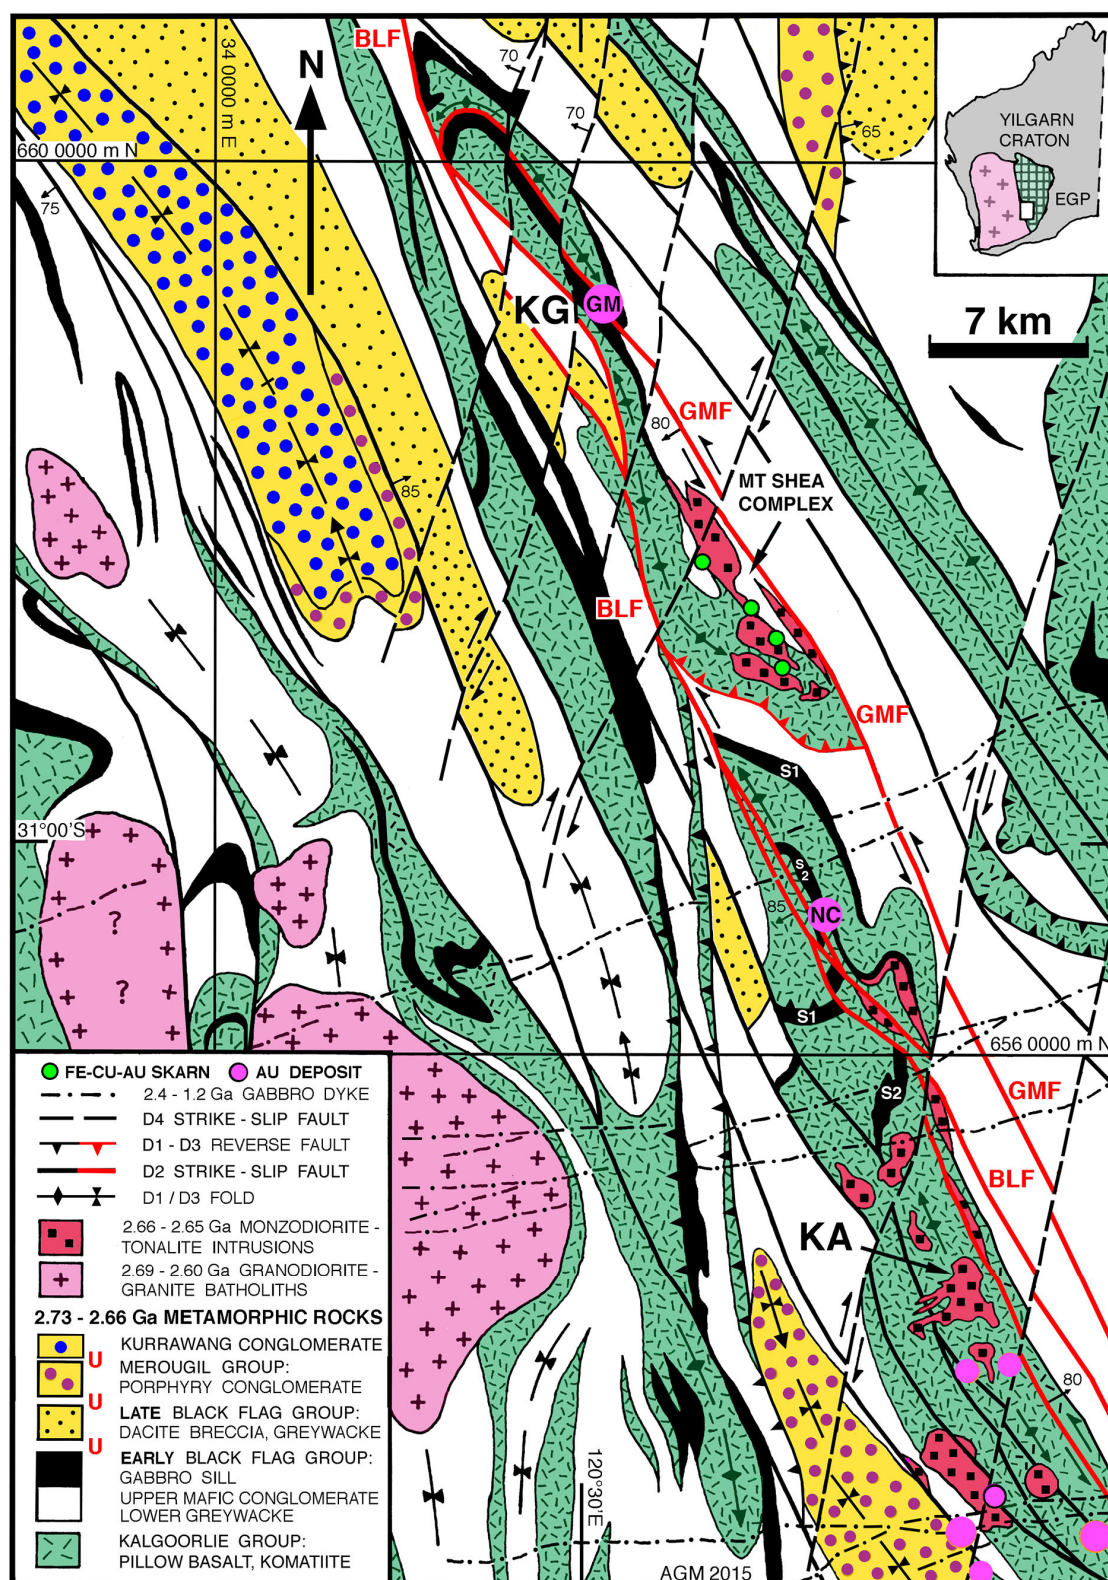 BLF
34 0000 m E
N
70
70
65
YILGARN
CRATON
EGP
660 0000 m N
75
KG
GM
7 km
GMF
80
MT SHEA
COMPLEX
85
BLF
GMF
S1
31°00'S
S
2
85
NC
?
?
S1
656 0000 m N
S2
GMF
BLF
KA
80
120°30'E
AGM 2015
FE-CU-AU SKARN
AU DEPOSIT
2.4 - 1.2 Ga GABBRO DYKE
D4 STRIKE - SLIP FAULT
D1 - D3 REVERSE FAULT
D2 STRIKE - SLIP FAULT
D1 / D3 FOLD
2.66 - 2.65 Ga MONZODIORITE -
TONALITE INTRUSIONS
2.69 - 2.60 Ga GRANODIORITE -
GRANITE BATHOLITHS
2.73 - 2.66 Ga METAMORPHIC ROCKS
KURRAWANG CONGLOMERATE
U
MEROUGIL GROUP:
PORPHYRY CONGLOMERATE
U
LATE BLACK FLAG GROUP:
DACITE BRECCIA, GREYWACKE
U
EARLY BLACK FLAG GROUP:
GABBRO SILL
UPPER MAFIC CONGLOMERATE
LOWER GREYWACKE
KALGOORLIE GROUP:
PILLOW BASALT, KOMATIITE